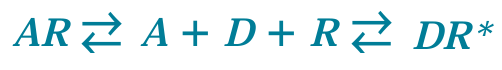 AR ⇄ A + D + R ⇄ DR*